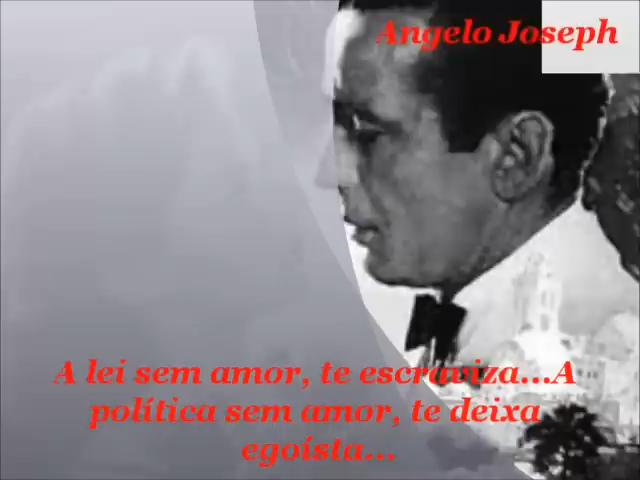 Angelo Joseph
A lei sem amor, te escraviza...A
política sem amor, te deixa
egoísta...